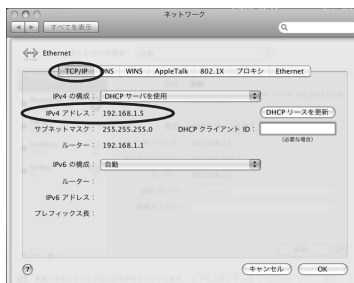 ネットワーク
すべてを表示
Ethernet
TCP/IP DNS WINS AppleTalk 802.1X プロキシ Ethernet
IPv4 の構成： DHCP サーバを使用
IPv4 アドレス： 192.168.1.5 DHCP リースを更新
サブネットマスク： 255.255.255.0 DHCP クライアント ID：
ルーター： 192.168.1.1 (必要な場合)
IPv6 の構成： 自動
ルーター：
IPv6 アドレス：
プレフィックス長：
? キャンセル OK